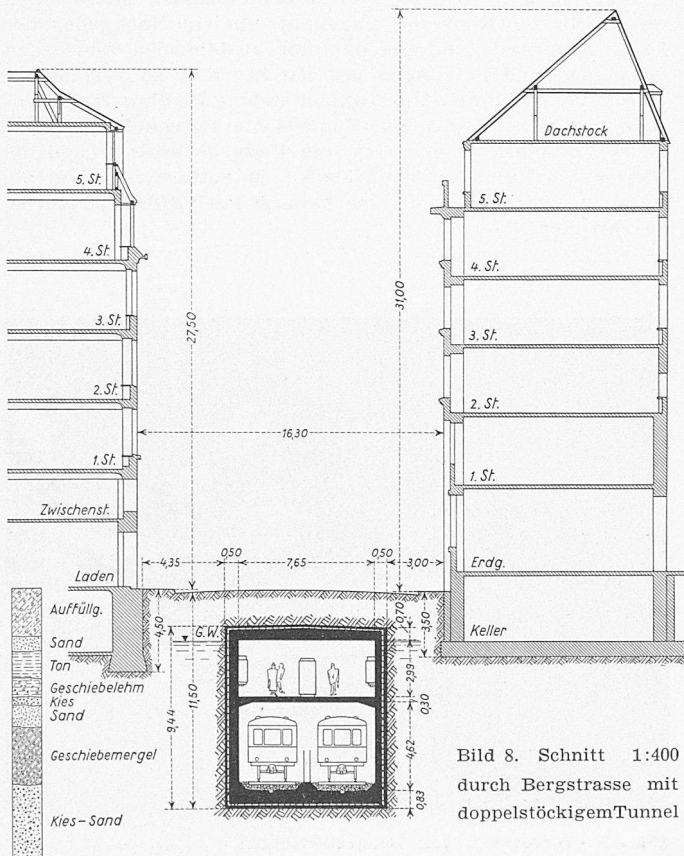 Dachstock
5. St.
5. St.
4. St.
4. St.
27,50
31,00
3. St.
3. St.
2. St.
2. St.
16,30
1. St.
1. St.
Zwischenst.
0,50
0,50
4,35
7,65
3,00
Erdg.
Laden
Auffüllg.
4,50
0,70
3,50
G.W.
Keller
Sand
Ton
Geschiebelehm
Kies
Sand
9,44
11,50
2,99
0,30
Geschiebemergel
4,62
0,83
Kies–Sand
Bild 8. Schnitt 1:400
durch Bergstrasse mit
doppelstöckigemTunnel